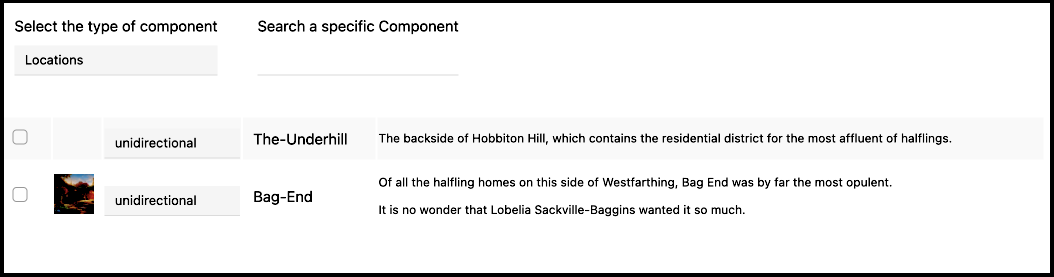 Select the type of component
Search a specific Component
Locations
unidirectional
The-Underhill
The backside of Hobbiton Hill, which contains the residential district for the most affluent of halflings.
unidirectional
Bag-End
Of all the halfling homes on this side of Westfarthing, Bag End was by far the most opulent.
It is no wonder that Lobelia Sackville-Baggins wanted it so much.